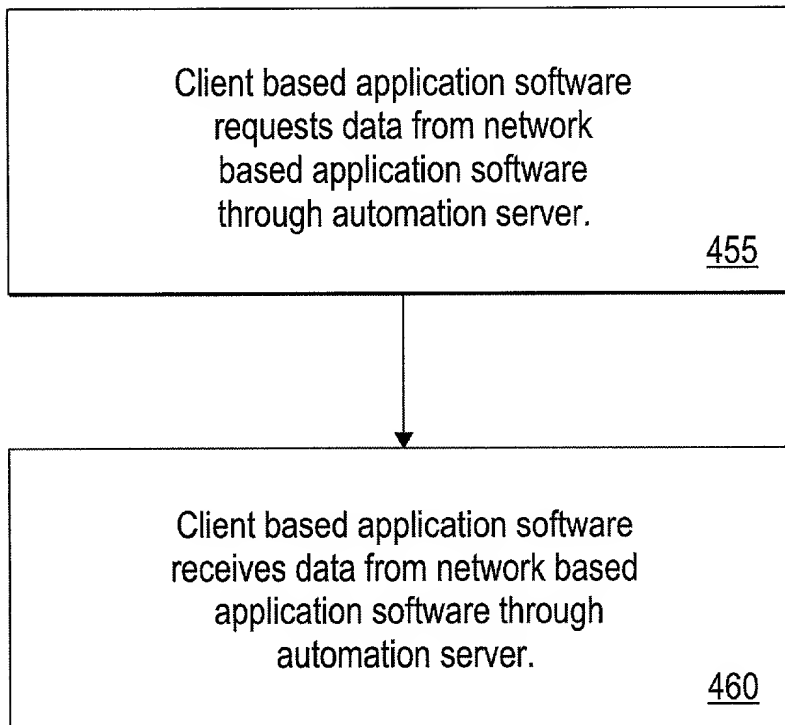 Client based application software
requests data from network
based application software
through automation server.
455
Client based application software
receives data from network based
application software through
automation server.
460